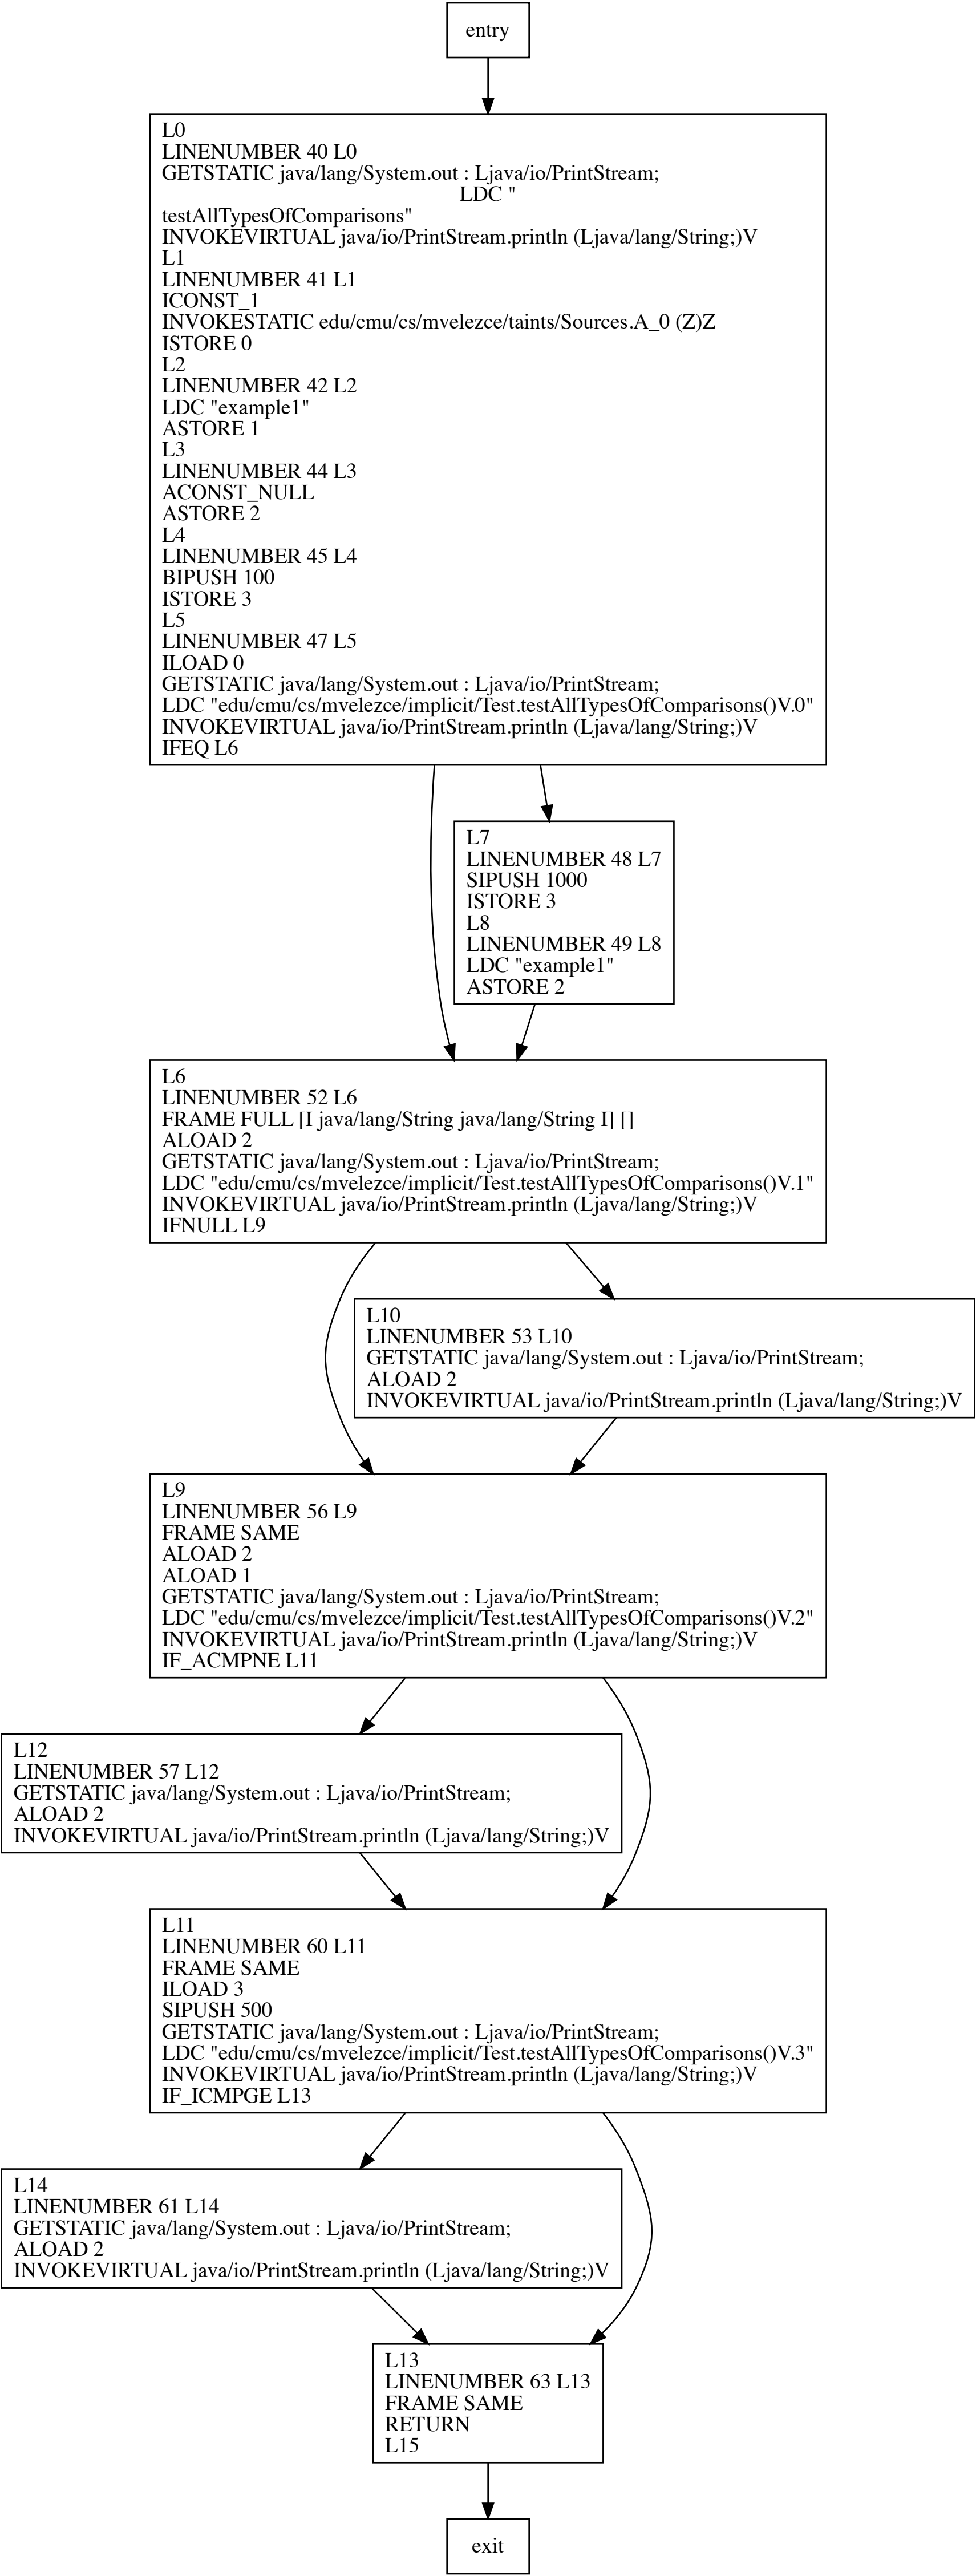 entry
L0
LINENUMBER 40 L0
GETSTATIC java/lang/System.out : Ljava/io/PrintStream;
LDC "
testAllTypesOfComparisons"
INVOKEVIRTUAL java/io/PrintStream.println (Ljava/lang/String;)V
L1
LINENUMBER 41 L1
ICONST_1
INVOKESTATIC edu/cmu/cs/mvelezce/taints/Sources.A_0 (Z)Z
ISTORE 0
L2
LINENUMBER 42 L2
LDC "example1"
ASTORE 1
L3
LINENUMBER 44 L3
ACONST_NULL
ASTORE 2
L4
LINENUMBER 45 L4
BIPUSH 100
ISTORE 3
L5
LINENUMBER 47 L5
ILOAD 0
GETSTATIC java/lang/System.out : Ljava/io/PrintStream;
LDC "edu/cmu/cs/mvelezce/implicit/Test.testAllTypesOfComparisons()V.0"
INVOKEVIRTUAL java/io/PrintStream.println (Ljava/lang/String;)V
IFEQ L6
L7
LINENUMBER 48 L7
SIPUSH 1000
ISTORE 3
L8
LINENUMBER 49 L8
LDC "example1"
ASTORE 2
L6
LINENUMBER 52 L6
FRAME FULL [I java/lang/String java/lang/String I] []
ALOAD 2
GETSTATIC java/lang/System.out : Ljava/io/PrintStream;
LDC "edu/cmu/cs/mvelezce/implicit/Test.testAllTypesOfComparisons()V.1"
INVOKEVIRTUAL java/io/PrintStream.println (Ljava/lang/String;)V
IFNULL L9
L10
LINENUMBER 53 L10
GETSTATIC java/lang/System.out : Ljava/io/PrintStream;
ALOAD 2
INVOKEVIRTUAL java/io/PrintStream.println (Ljava/lang/String;)V
L9
LINENUMBER 56 L9
FRAME SAME
ALOAD 2
ALOAD 1
GETSTATIC java/lang/System.out : Ljava/io/PrintStream;
LDC "edu/cmu/cs/mvelezce/implicit/Test.testAllTypesOfComparisons()V.2"
INVOKEVIRTUAL java/io/PrintStream.println (Ljava/lang/String;)V
IF_ACMPNE L11
L12
LINENUMBER 57 L12
GETSTATIC java/lang/System.out : Ljava/io/PrintStream;
ALOAD 2
INVOKEVIRTUAL java/io/PrintStream.println (Ljava/lang/String;)V
L11
LINENUMBER 60 L11
FRAME SAME
ILOAD 3
SIPUSH 500
GETSTATIC java/lang/System.out : Ljava/io/PrintStream;
LDC "edu/cmu/cs/mvelezce/implicit/Test.testAllTypesOfComparisons()V.3"
INVOKEVIRTUAL java/io/PrintStream.println (Ljava/lang/String;)V
IF_ICMPGE L13
L14
LINENUMBER 61 L14
GETSTATIC java/lang/System.out : Ljava/io/PrintStream;
ALOAD 2
INVOKEVIRTUAL java/io/PrintStream.println (Ljava/lang/String;)V
L13
LINENUMBER 63 L13
FRAME SAME
RETURN
L15
exit